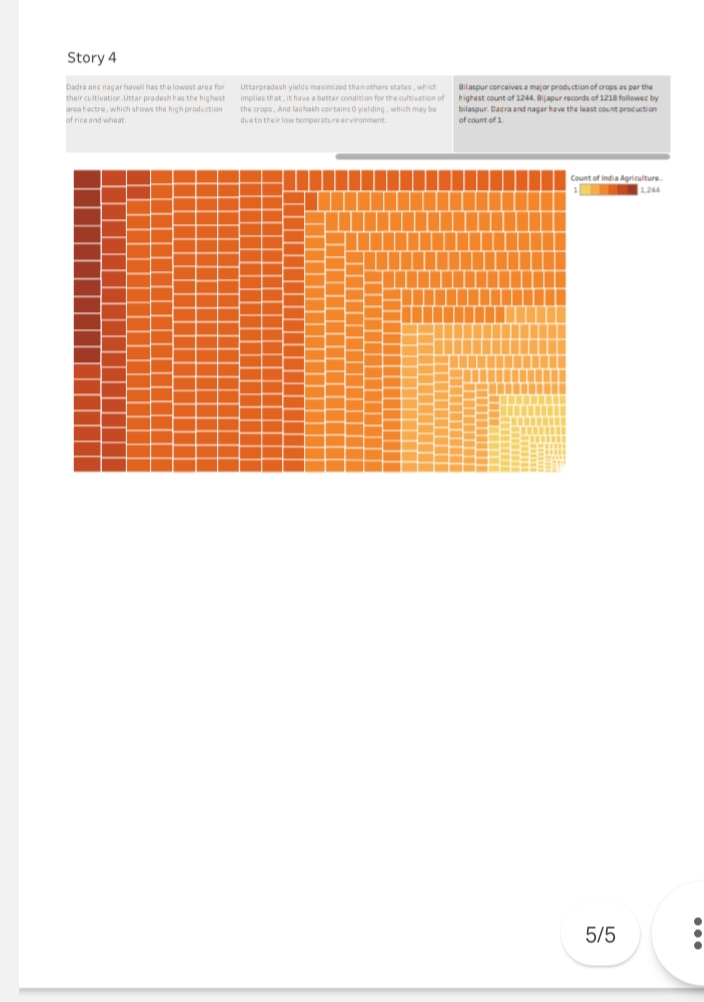 Story 4
Dadra and nagar haveli has the lowest area for
their cultivation.Uttar pradesh has the highest
area hectre, which shows the high production
of rice and wheat.
Uttarpradesh yields maximized than others states, which
implies that, it have a better condition for the cultivation of
the crops, And lachakh contains 0 yielding, which may be
due to their low temperature environment.
Bilaspur conceives a major production of crops as per the
highest count of 1244. Bijapur records of 1218 followed by
bilaspur. Dadra and nagar have the least count production
of count of 1.
Count of India Agriculture..
1 1,244
5/5